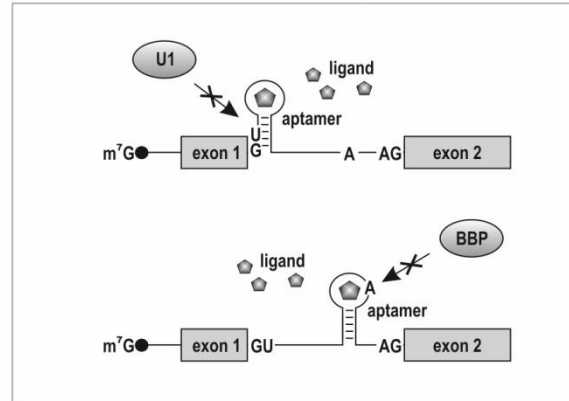 U1
ligand
aptamer
U
G
m⁷G
exon 1
A
AG
exon 2
BBP
ligand
A
aptamer
m⁷G
exon 1
GU
AG
exon 2